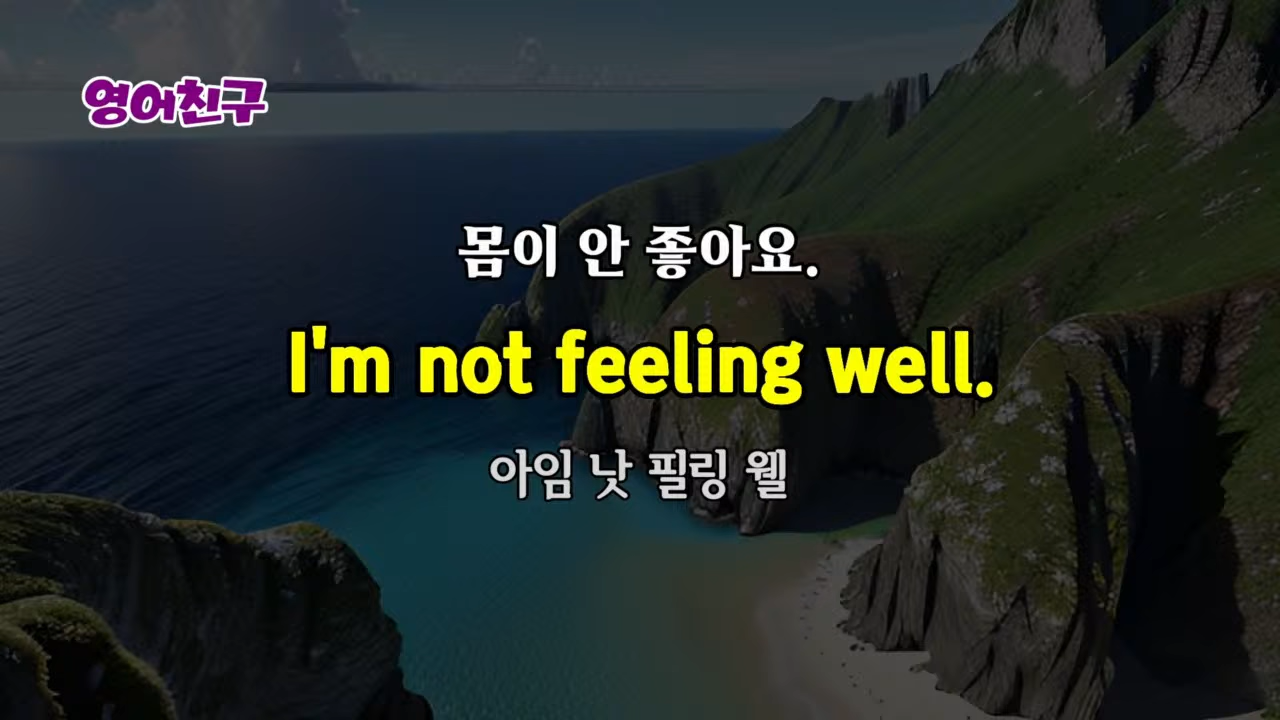 영어친구
몸이 안 좋아요.
I'm not feeling well.
아임 낫 필링 웰